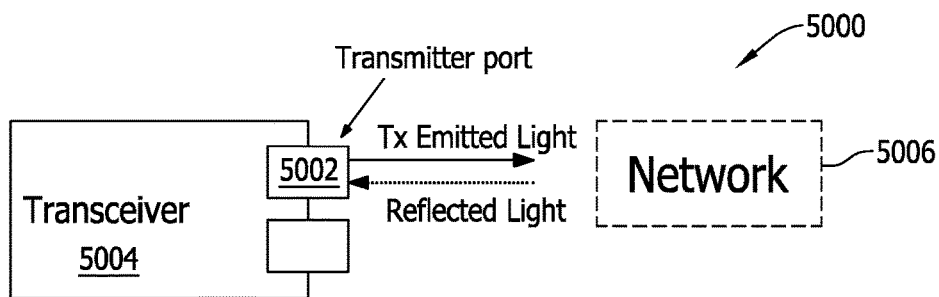 5000
Transmitter port
Tx Emitted Light
5002
Network
5006
Reflected Light
Transceiver
5004